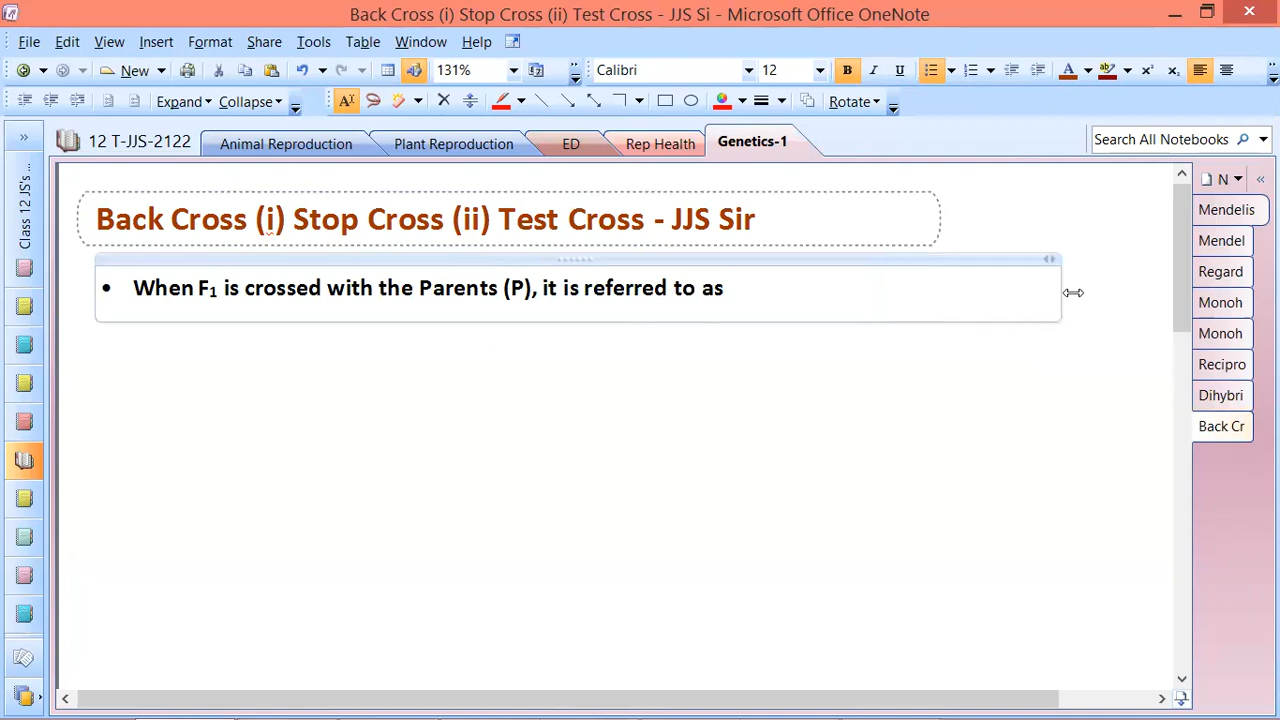 Back Cross (i) Stop Cross (ii) Test Cross - JJS Si - Microsoft Office OneNote
File Edit View Insert Format Share Tools Table Window Help
New 131% Calibri 12 B I U A ab x² x₂
Expand Collapse A Rotate
12 T-JJS-2122 Animal Reproduction Plant Reproduction ED Rep Health Genetics-1 Search All Notebooks
N
Class 12 JJS's
Back Cross (i) Stop Cross (ii) Test Cross - JJS Sir
• When F₁ is crossed with the Parents (P), it is referred to as
Mendelis
Mendel
Regard
Monoh
Monoh
Recipro
Dihybri
Back Cr